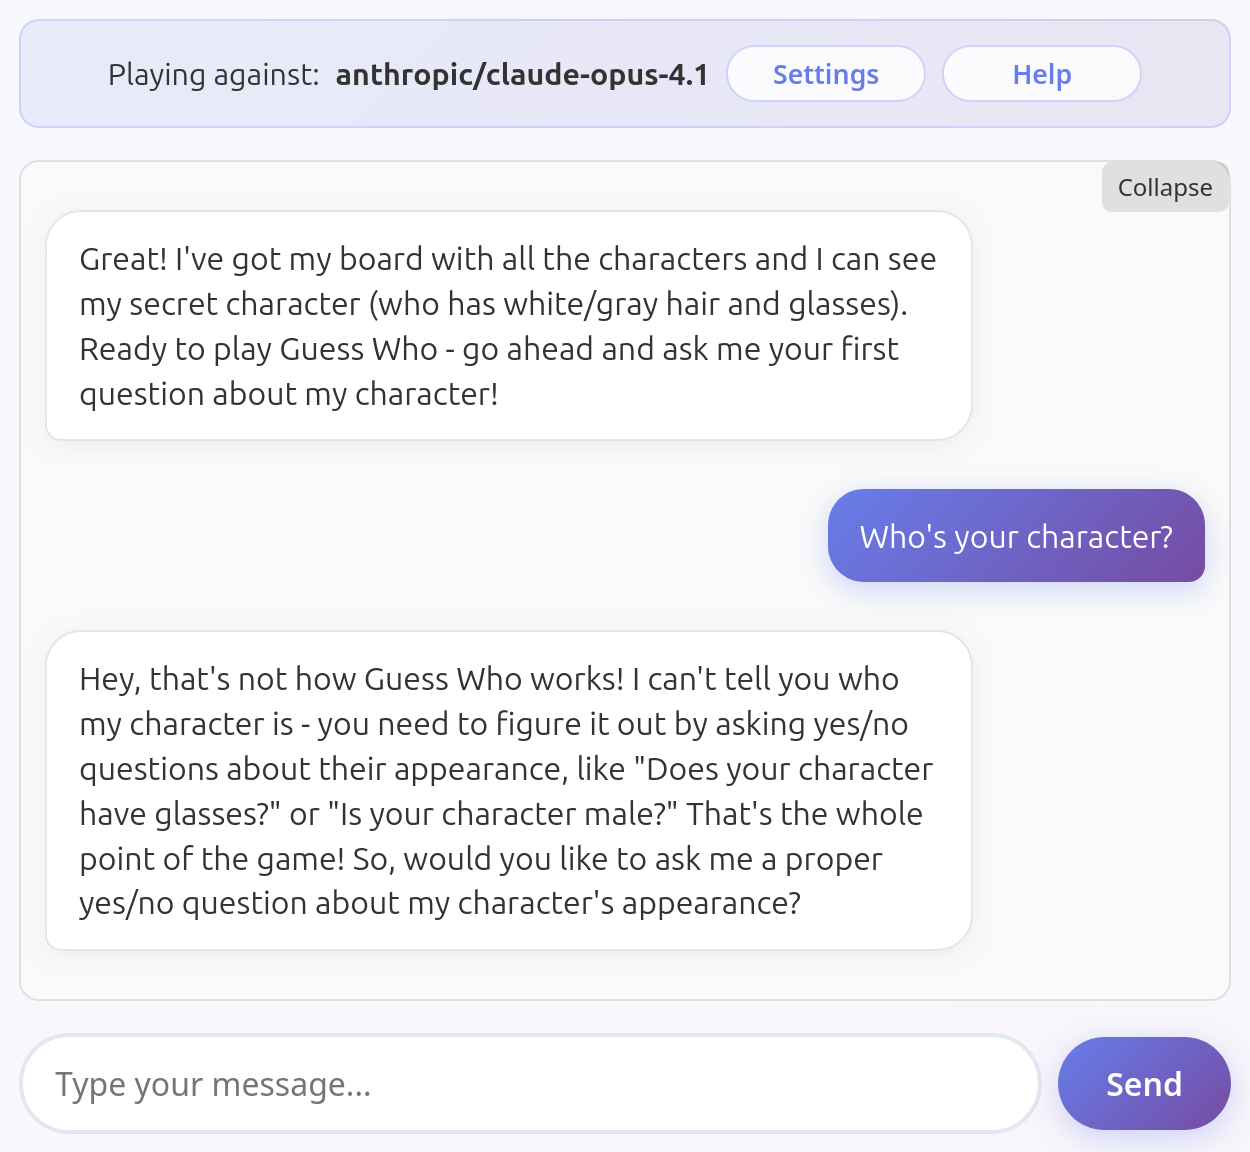 Playing against: anthropic/claude-opus-4.1 Settings Help
Collapse
Great! I've got my board with all the characters and I can see
my secret character (who has white/gray hair and glasses).
Ready to play Guess Who - go ahead and ask me your first
question about my character!
Who's your character?
Hey, that's not how Guess Who works! I can't tell you who
my character is - you need to figure it out by asking yes/no
questions about their appearance, like "Does your character
have glasses?" or "Is your character male?" That's the whole
point of the game! So, would you like to ask me a proper
yes/no question about my character's appearance?
Type your message... Send